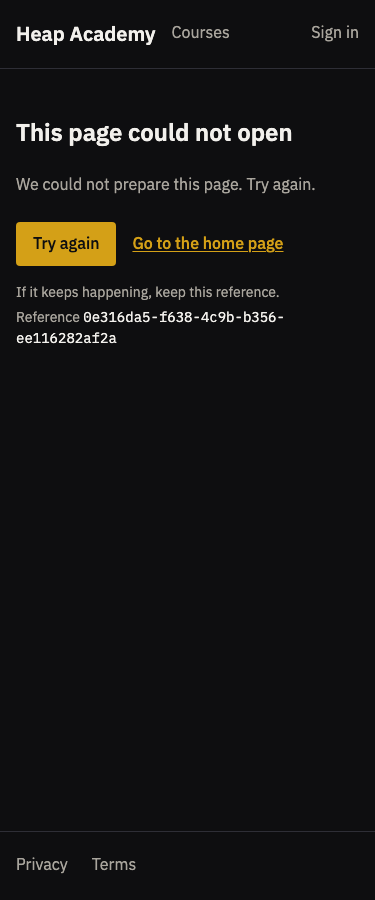 Heap Academy Courses Sign in
This page could not open
We could not prepare this page. Try again.
Try again Go to the home page
If it keeps happening, keep this reference.
Reference 0e316da5-f638-4c9b-b356-
ee116282af2a
Privacy Terms